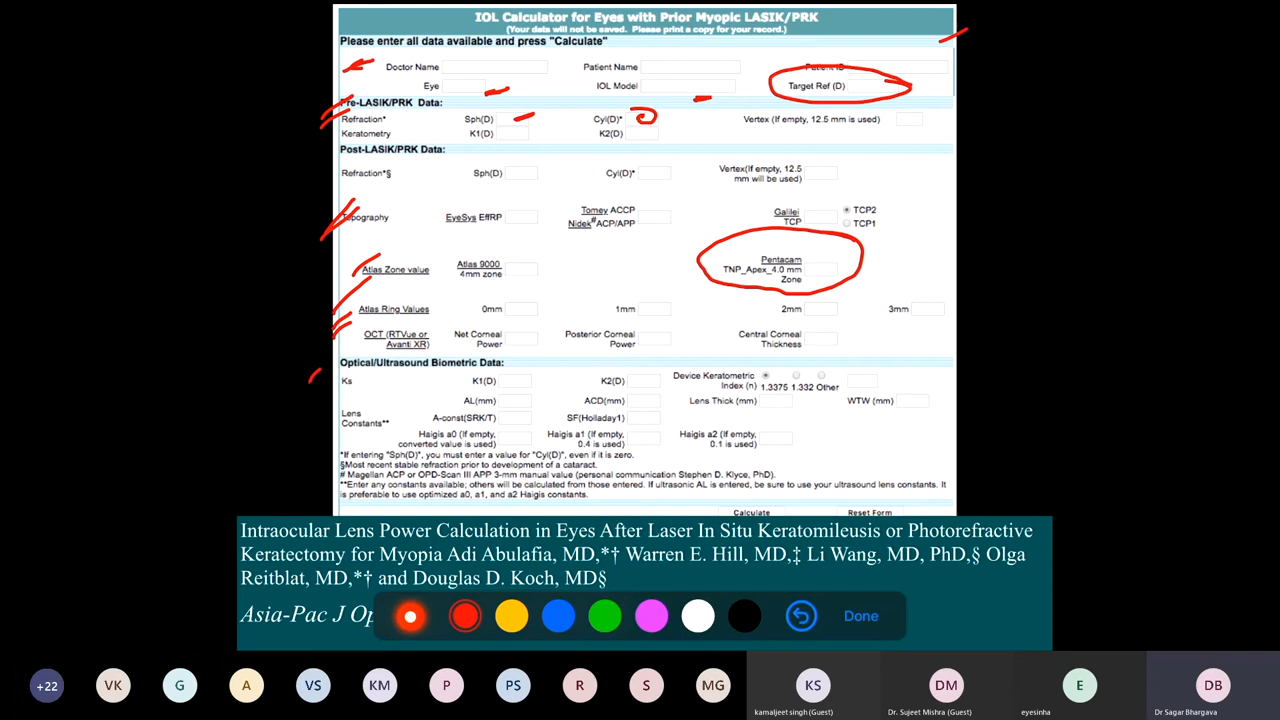 IOL Calculator for Eyes with Prior Myopic LASIK/PRK
(Your data will not be saved. Please print a copy for your record.)
Please enter all data available and press "Calculate"
Doctor Name Patient Name Patient ID
Eye IOL Model Target Ref (D)
Pre-LASIK/PRK Data:
Refraction* Sph(D) Cyl(D)* Vertex (If empty, 12.5 mm is used)
Keratometry K1(D) K2(D)
Post-LASIK/PRK Data:
Refraction*§ Sph(D) Cyl(D)* Vertex(If empty, 12.5
mm will be used)
Topography EyeSys EffRP Tomey ACCP
Nidek# ACP/APP Galilei
TCP TCP2
TCP1
Atlas Zone value Atlas 9000
4mm zone Pentacam
TNP_Apex_4.0 mm
Zone
Atlas Ring Values 0mm 1mm 2mm 3mm
OCT (RTVue or
Avanti XR) Net Corneal
Power Posterior Corneal
Power Central Corneal
Thickness
Optical/Ultrasound Biometric Data:
Ks K1(D) K2(D) Device Keratometric
Index (n) 1.3375 1.332 Other
AL(mm) ACD(mm) Lens Thick (mm) WTW (mm)
Lens
Constants** A-const(SRK/T) SF(Holladay1)
Haigis a0 (If empty,
converted value is used) Haigis a1 (If empty,
0.4 is used) Haigis a2 (If empty,
0.1 is used)
*If entering "Sph(D)", you must enter a value for "Cyl(D)", even if it is zero.
§Most recent stable refraction prior to development of a cataract.
# Magellan ACP or OPD-Scan III APP 3-mm manual value (personal communication Stephen D. Klyce, PhD).
**Enter any constants available; others will be calculated from those entered. If ultrasonic AL is entered, be sure to use your ultrasound lens constants. It
is preferable to use optimized a0, a1, and a2 Haigis constants.
Calculate Reset Form
Intraocular Lens Power Calculation in Eyes After Laser In Situ Keratomileusis or Photorefractive
Keratectomy for Myopia Adi Abulafia, MD,*† Warren E. Hill, MD,‡ Li Wang, MD, PhD,§ Olga
Reitblat, MD,*† and Douglas D. Koch, MD§
Asia-Pac J Op
Done
+22 VK G A VS KM P PS R S MG KS DM E DB
kamaljeet singh (Guest) Dr. Sujeet Mishra (Guest) eyesinha Dr Sagar Bhargava